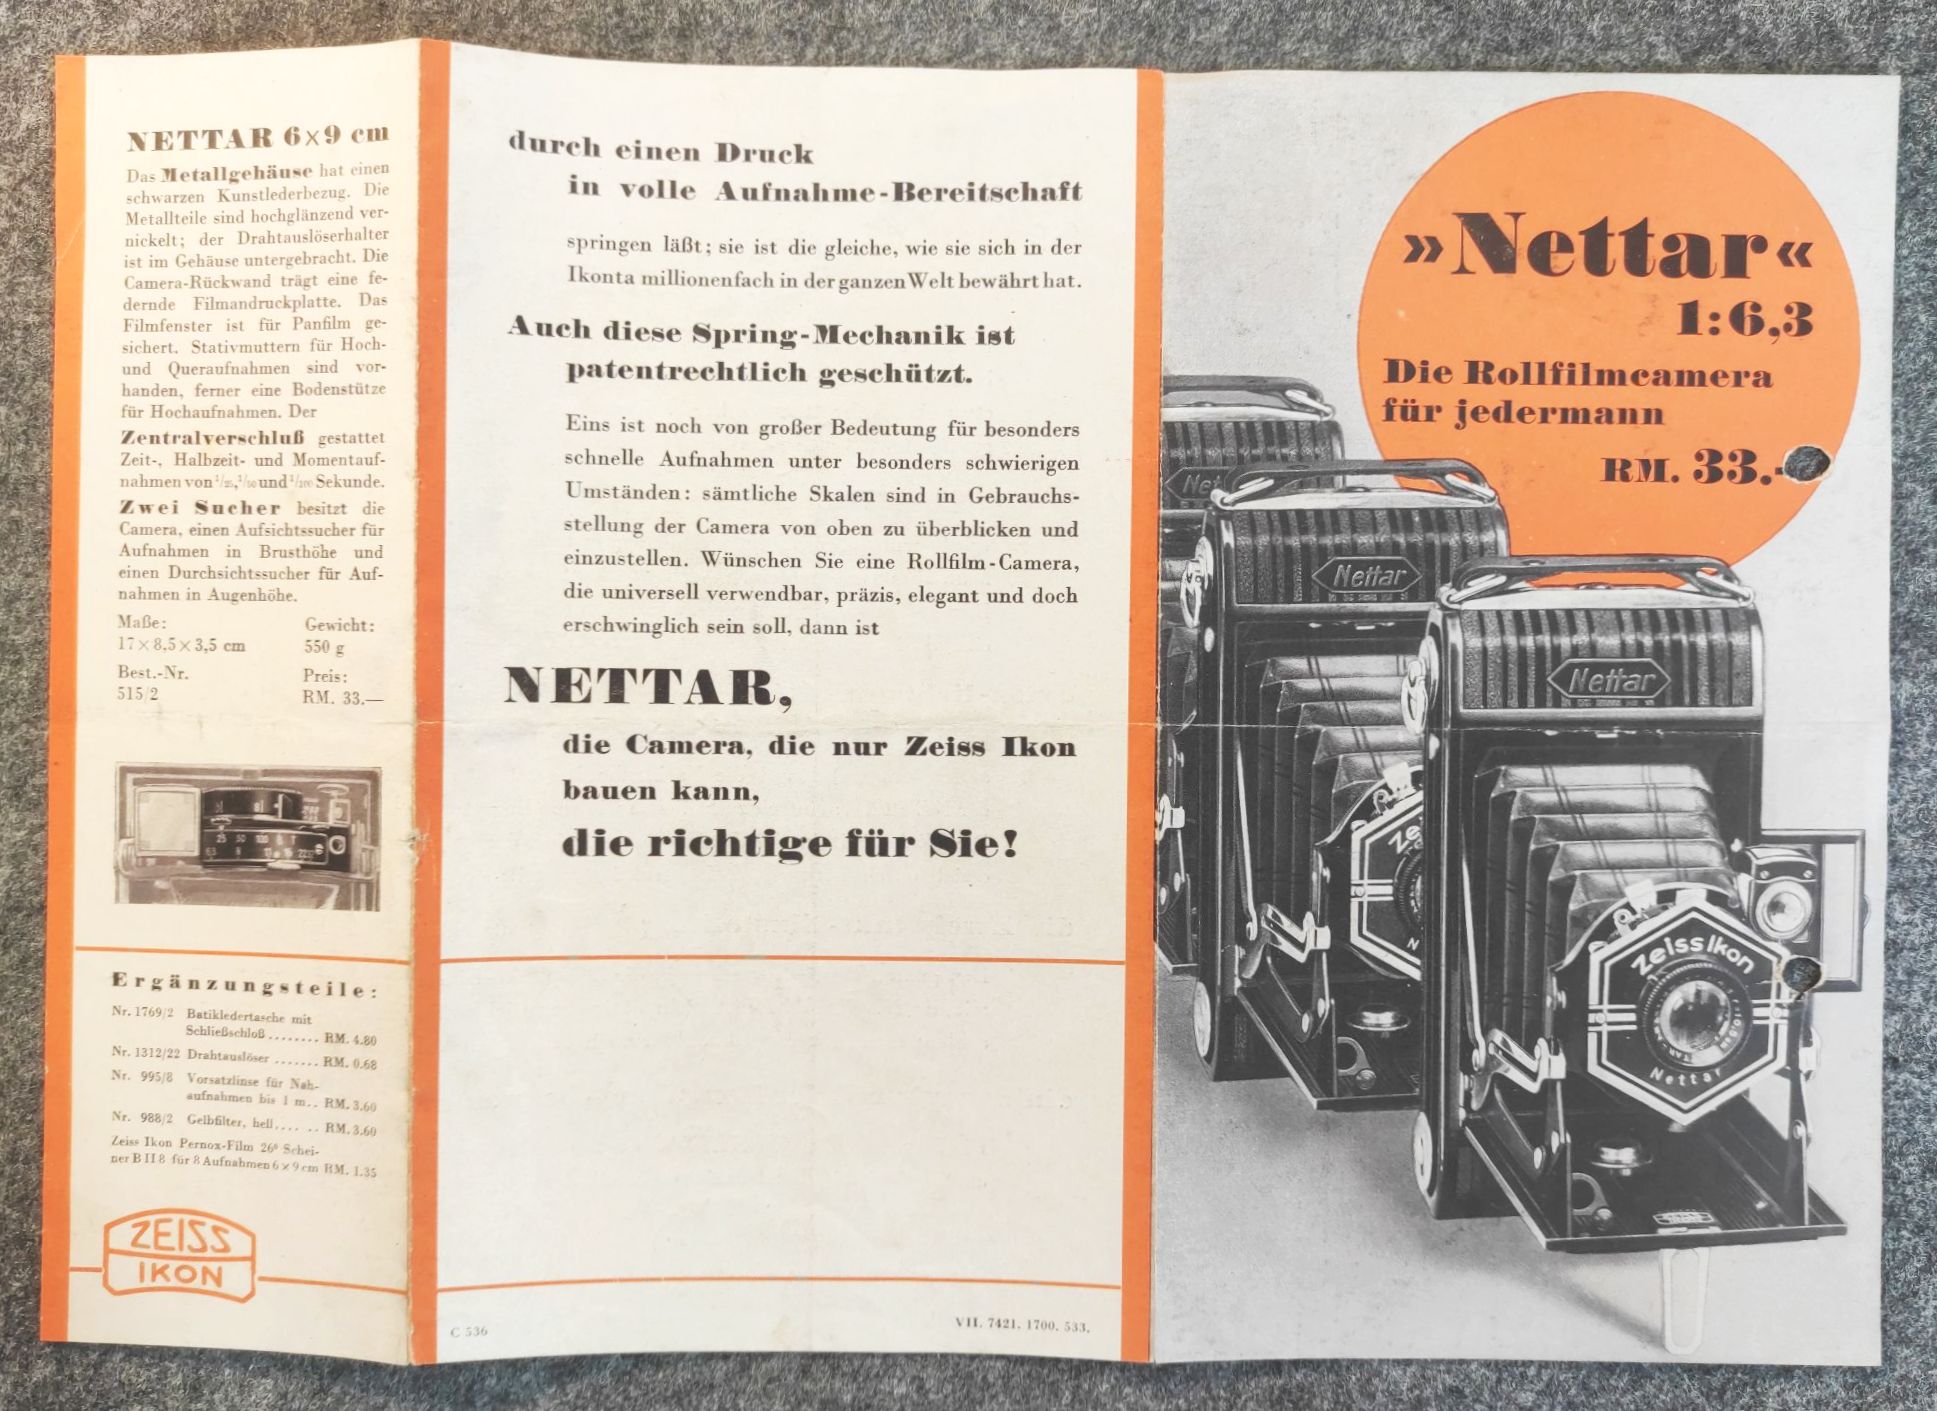 NETTAR 6×9 cm
Das Metallgehäuse hat einen
schwarzen Kunstlederbezug. Die
Metallteile sind hochglänzend ver-
nickelt; der Drahtauslöserhalter
ist im Gehäuse untergebracht. Die
Camera-Rückwand trägt eine fe-
dernde Filmandruckplatte. Das
Filmfenster ist für Panfilm ge-
sichert. Stativmuttern für Hoch-
und Queraufnahmen sind vor-
handen, ferner eine Bodenstütze
für Hochaufnahmen. Der
Zentralverschluß gestattet
Zeit-, Halbzeit- und Momentauf-
nahmen von 1/25, 1/50 und 1/100 Sekunde.
Zwei Sucher besitzt die
Camera, einen Aufsichtssucher für
Aufnahmen in Brusthöhe und
einen Durchsichtssucher für Auf-
nahmen in Augenhöhe.
Maße: Gewicht:
17×8,5×3,5 cm 550 g
Best.-Nr. Preis:
515/2 RM. 33.—
Ergänzungsteile:
Nr. 1769/2 Batikledertasche mit
Schließschloß ........ RM. 4.80
Nr. 1312/22 Drahtauslöser ....... RM. 0.68
Nr. 995/8 Vorsatzlinse für Nah-
aufnahmen bis 1 m.. RM. 3.60
Nr. 988/2 Gelbfilter, hell.... .. RM. 3.60
Zeiss Ikon Pernox-Film 26° Schei-
ner B II 8 für 8 Aufnahmen 6×9 cm RM. 1.35
ZEISS
IKON
durch einen Druck
in volle Aufnahme-Bereitschaft
springen läßt; sie ist die gleiche, wie sie sich in der
Ikonta millionenfach in der ganzen Welt bewährt hat.
Auch diese Spring-Mechanik ist
patentrechtlich geschützt.
Eins ist noch von großer Bedeutung für besonders
schnelle Aufnahmen unter besonders schwierigen
Umständen: sämtliche Skalen sind in Gebrauchs-
stellung der Camera von oben zu überblicken und
einzustellen. Wünschen Sie eine Rollfilm-Camera,
die universell verwendbar, präzis, elegant und doch
erschwinglich sein soll, dann ist
NETTAR,
die Camera, die nur Zeiss Ikon
bauen kann,
die richtige für Sie!
C 536
VII. 7421. 1700. 533.
»Nettar«
1:6,3
Die Rollfilmcamera
für jedermann
RM. 33.-
Net
Nettar
Nettar
Zeiss Ikon
Nettar